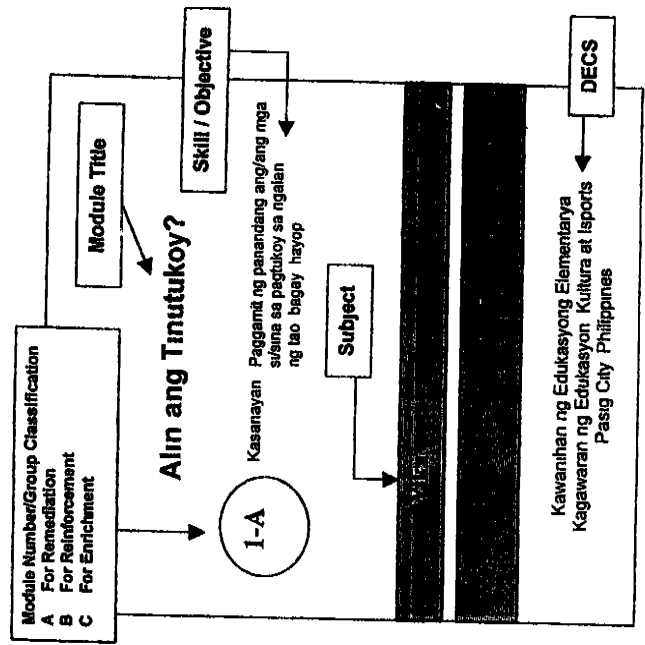 Module Number/Group Classification
A For Remediation
B For Reinforcement
C For Enrichment
Module Title
Alin ang Tinutukoy?
Skill / Objective
1-A
Kasanayan Paggamit ng panandang ang/ang mga
si/sina sa pagtukoy sa ngalan
ng tao bagay hayop
Subject
DECS
Kawanihan ng Edukasyong Elementarya
Kagawaran ng Edukasyon Kultura at Isports
Pasig City Philippines